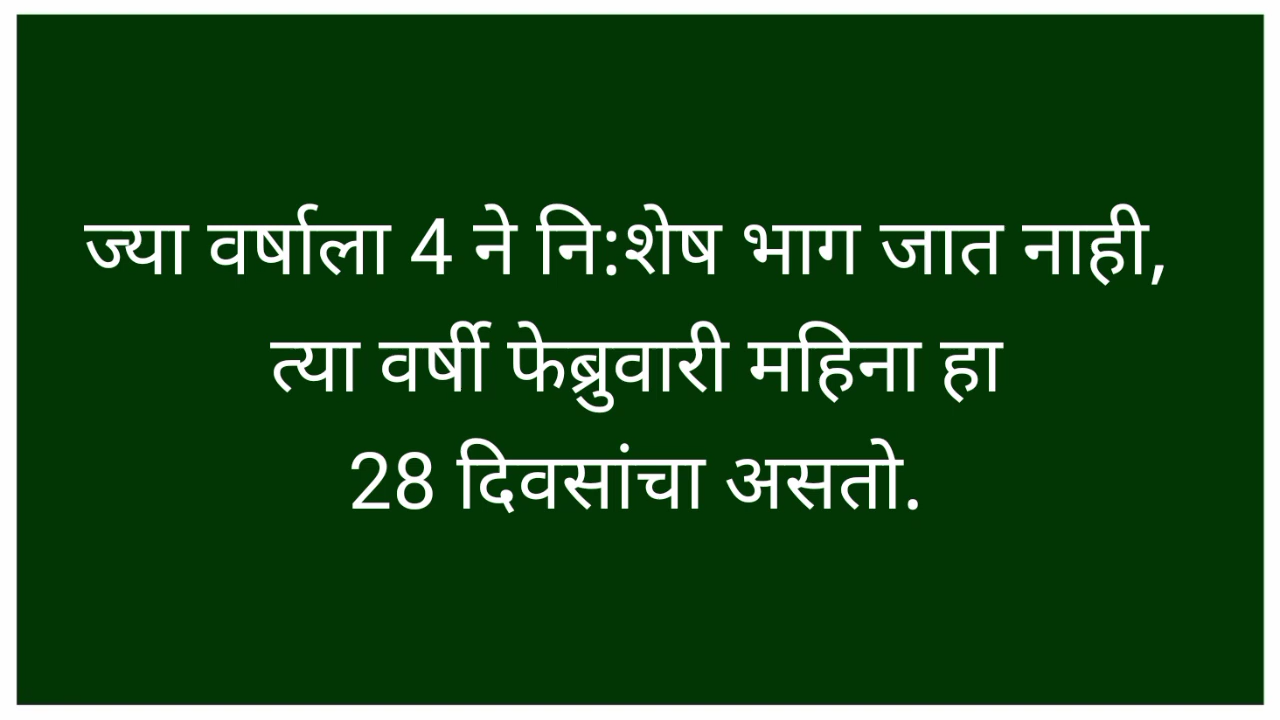 ज्या वर्षाला 4 ने नि:शेष भाग जात नाही,
त्या वर्षी फेब्रुवारी महिना हा
28 दिवसांचा असतो.